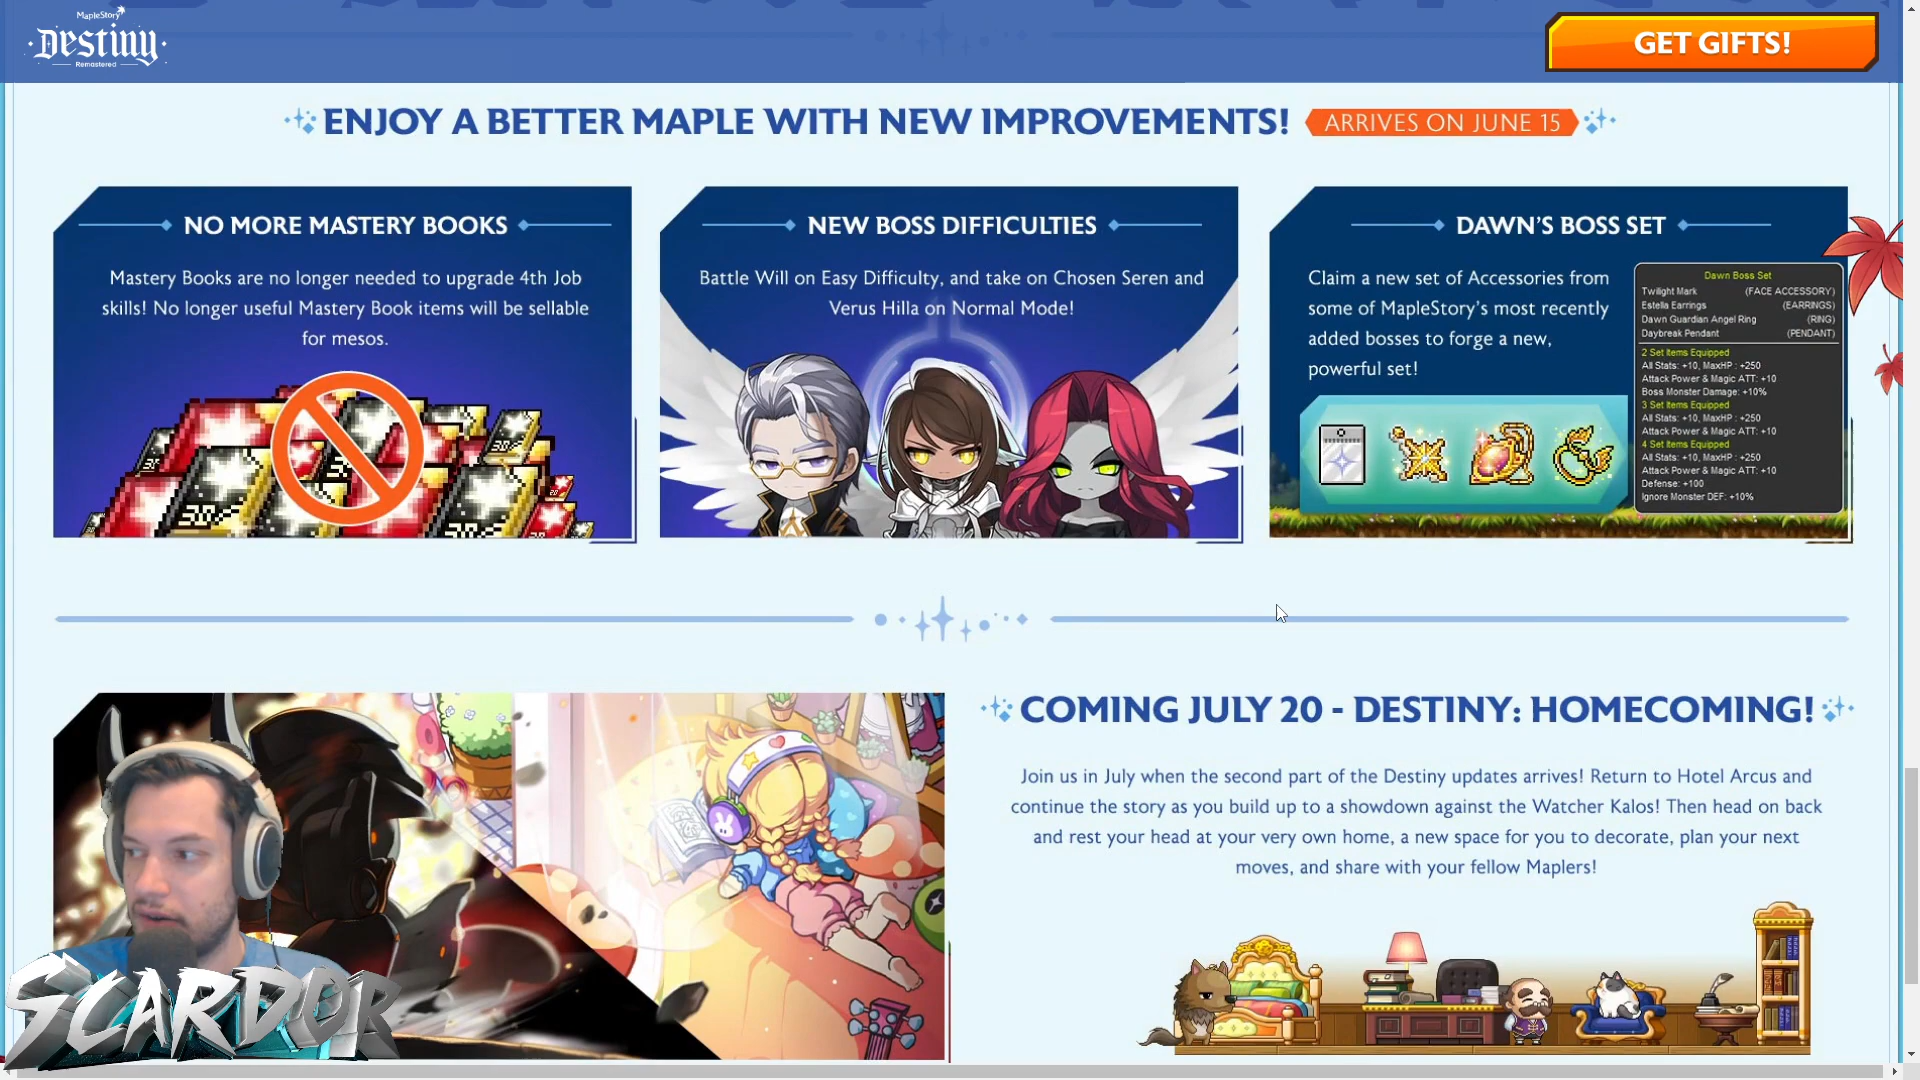 MapleStory
Destiny
Remastered
GET GIFTS!
ENJOY A BETTER MAPLE WITH NEW IMPROVEMENTS!
ARRIVES ON JUNE 15
NO MORE MASTERY BOOKS
Mastery Books are no longer needed to upgrade 4th Job
skills! No longer useful Mastery Book items will be sellable
for mesos.
NEW BOSS DIFFICULTIES
Battle Will on Easy Difficulty, and take on Chosen Seren and
Verus Hilla on Normal Mode!
DAWN'S BOSS SET
Claim a new set of Accessories from
some of MapleStory's most recently
added bosses to forge a new,
powerful set!
Dawn Boss Set
Twilight Mark (FACE ACCESSORY)
Estella Earrings (EARRINGS)
Dawn Guardian Angel Ring (RING)
Daybreak Pendant (PENDANT)
2 Set Items Equipped
All Stats: +10, MaxHP : +250
Attack Power & Magic ATT: +10
Boss Monster Damage: +10%
3 Set Items Equipped
All Stats: +10, MaxHP : +250
Attack Power & Magic ATT: +10
4 Set Items Equipped
All Stats: +10, MaxHP : +250
Attack Power & Magic ATT: +10
Defense: +100
Ignore Monster DEF: +10%
COMING JULY 20 - DESTINY: HOMECOMING!
Join us in July when the second part of the Destiny updates arrives! Return to Hotel Arcus and
continue the story as you build up to a showdown against the Watcher Kalos! Then head on back
and rest your head at your very own home, a new space for you to decorate, plan your next
moves, and share with your fellow Maplers!
SCARDOR